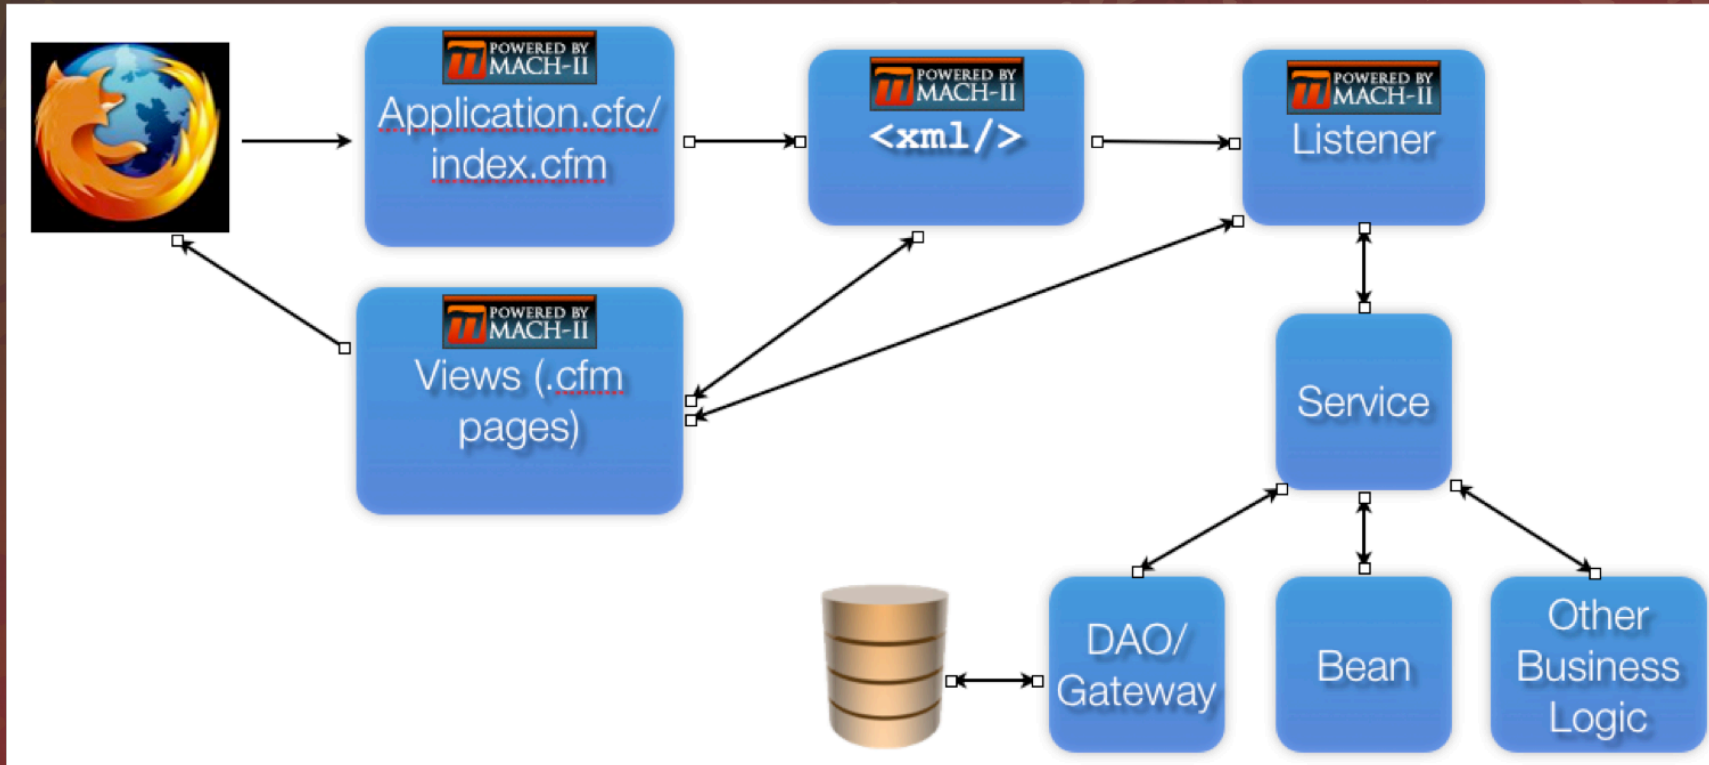 POWERED BY
MACH-II
Application.cfc/
index.cfm
POWERED BY
MACH-II
<xml/>
POWERED BY
MACH-II
Listener
POWERED BY
MACH-II
Views (.cfm
pages)
Service
DAO/
Gateway
Bean
Other
Business
Logic